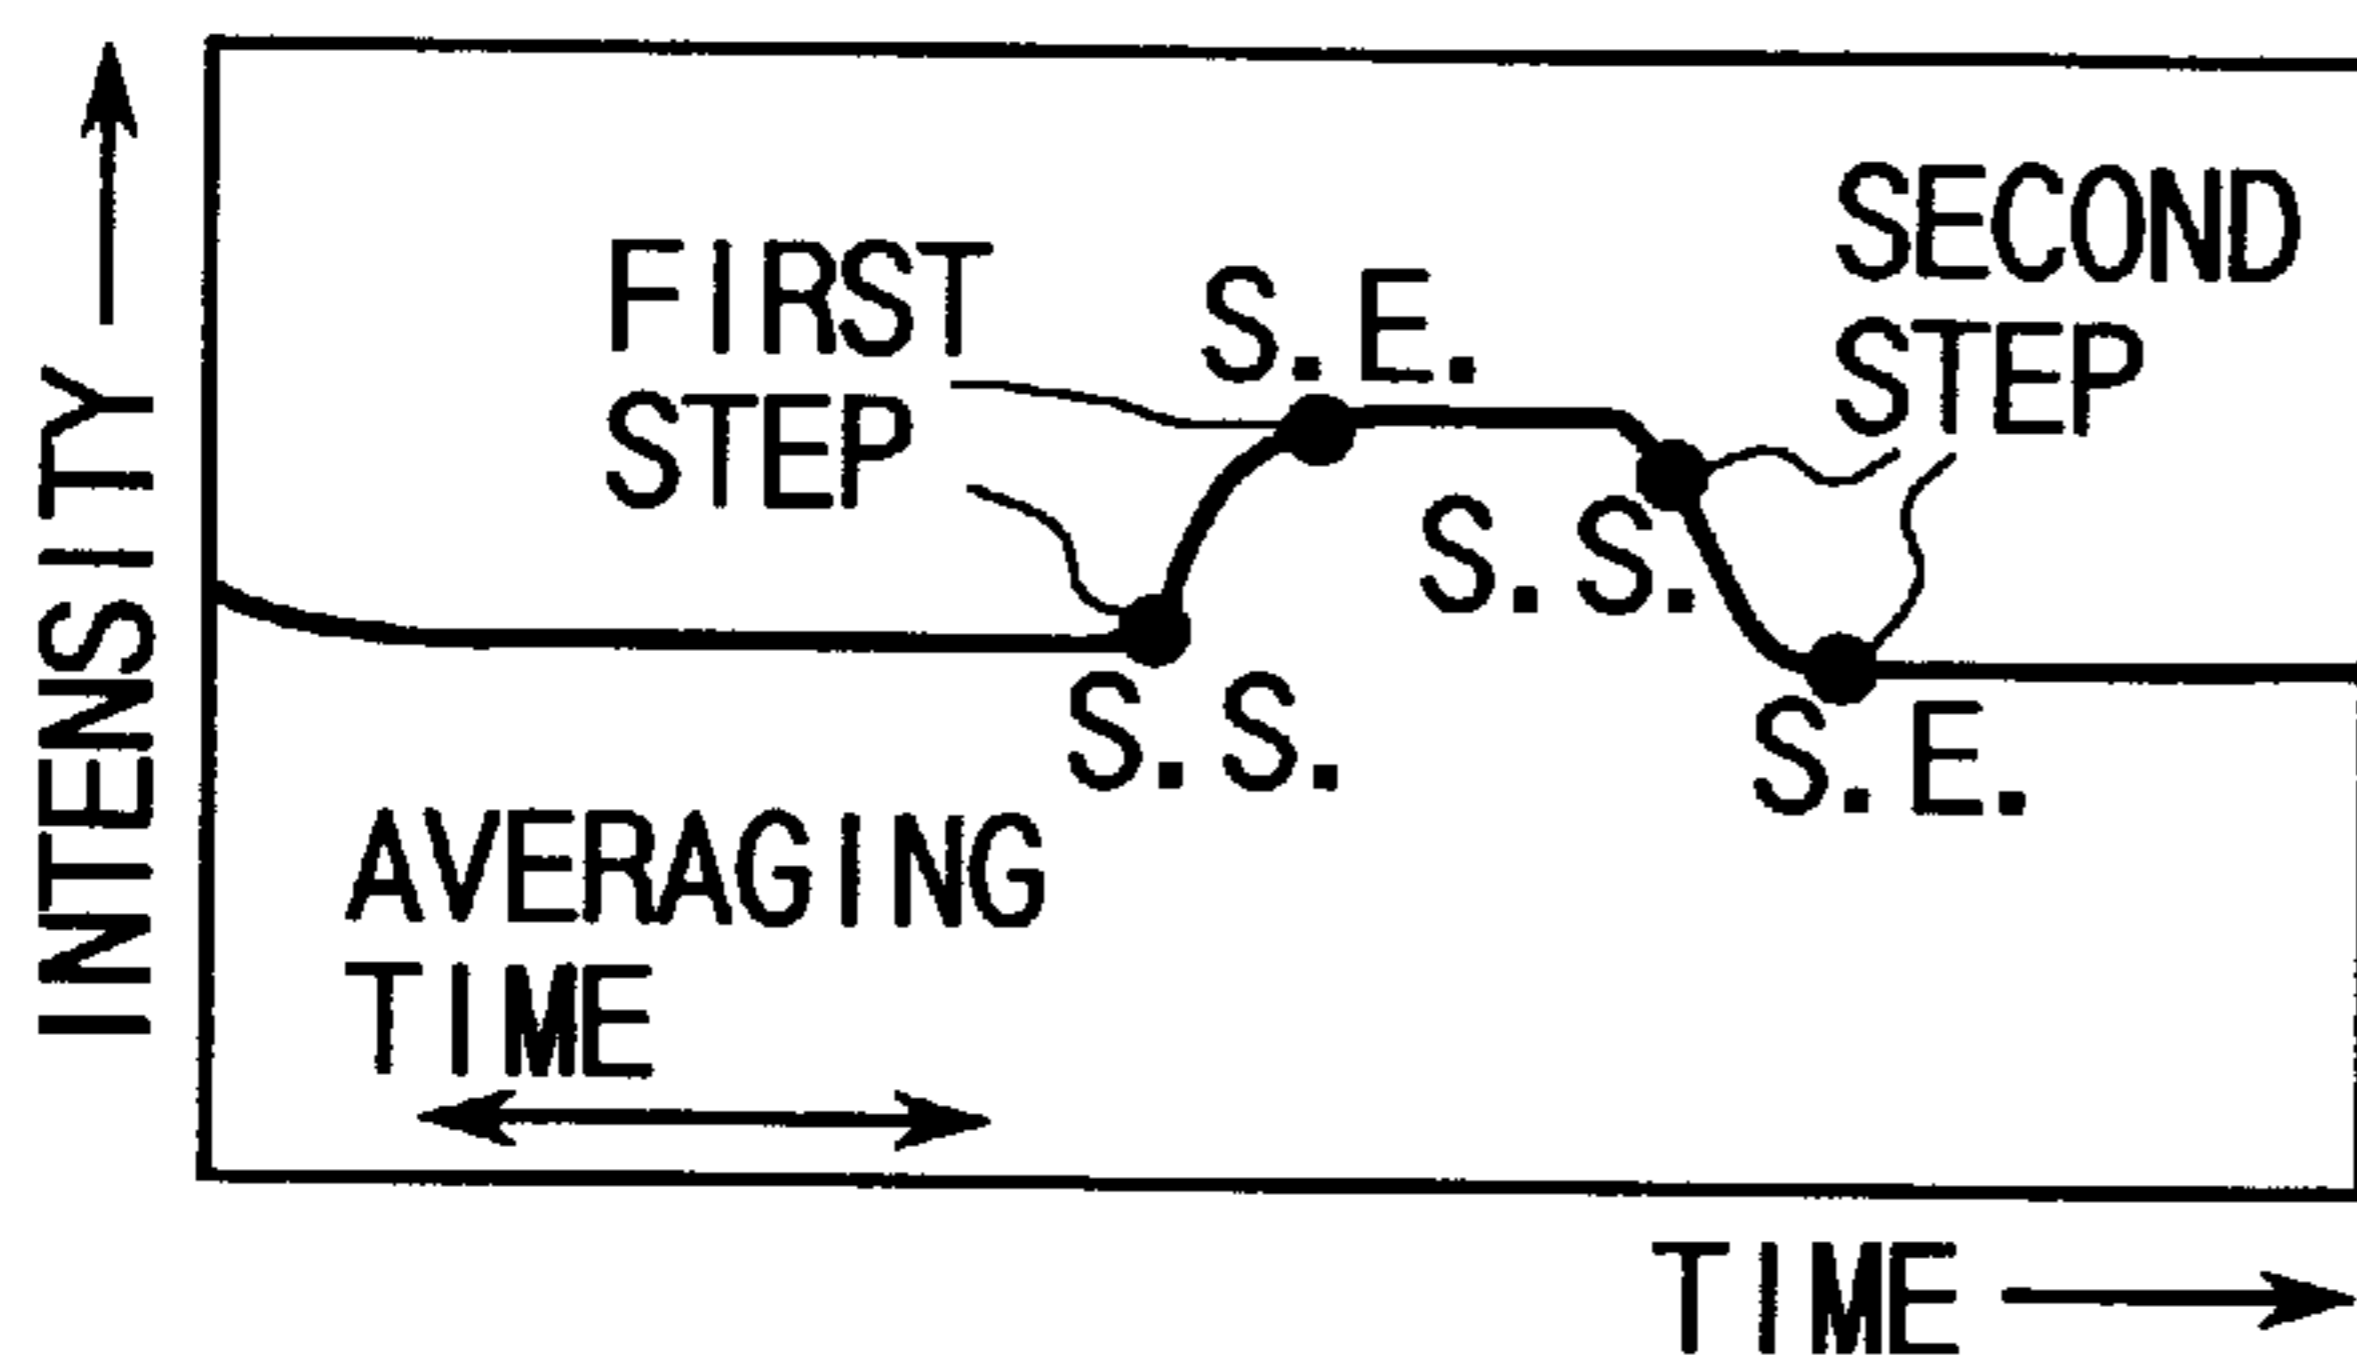 INTENSITY
FIRST
STEP
S.E.
SECOND
STEP
S.S.
S.S.
S.E.
AVERAGING
TIME
TIME